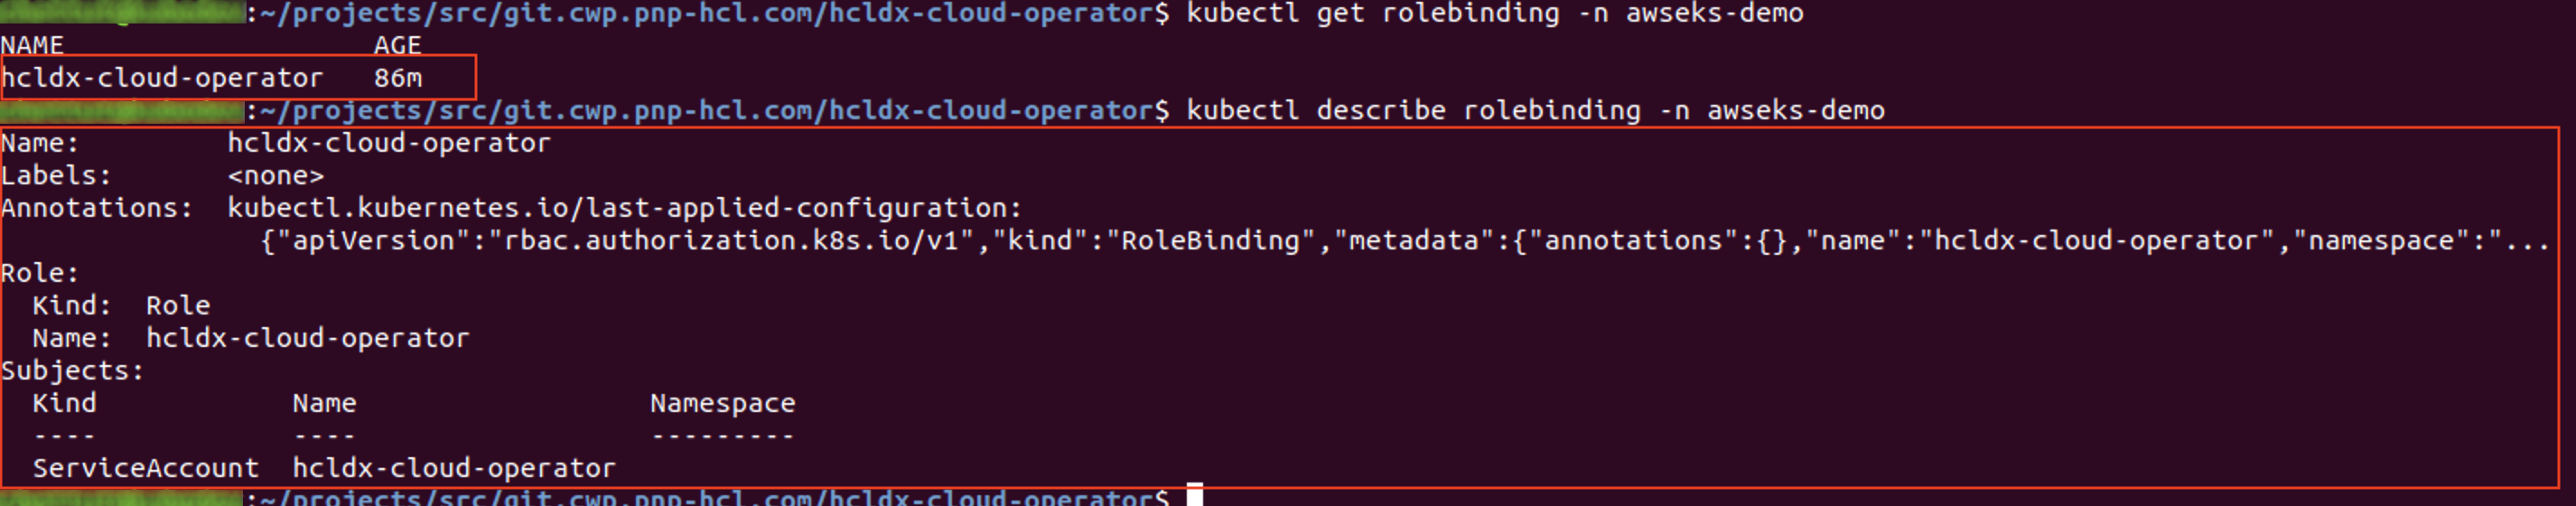 :~/projects/src/git.cwp.pnp-hcl.com/hcldx-cloud-operator$ kubectl get rolebinding -n awseks-demo
NAME                   AGE
hcldx-cloud-operator   86m
:~/projects/src/git.cwp.pnp-hcl.com/hcldx-cloud-operator$ kubectl describe rolebinding -n awseks-demo
Name:         hcldx-cloud-operator
Labels:       <none>
Annotations:  kubectl.kubernetes.io/last-applied-configuration:
                {"apiVersion":"rbac.authorization.k8s.io/v1","kind":"RoleBinding","metadata":{"annotations":{},"name":"hcldx-cloud-operator","namespace":"...
Role:
  Kind:  Role
  Name:  hcldx-cloud-operator
Subjects:
  Kind            Name                  Namespace
  ----            ----                  ---------
  ServiceAccount  hcldx-cloud-operator
:~/projects/src/git.cwp.pnp-hcl.com/hcldx-cloud-operator$